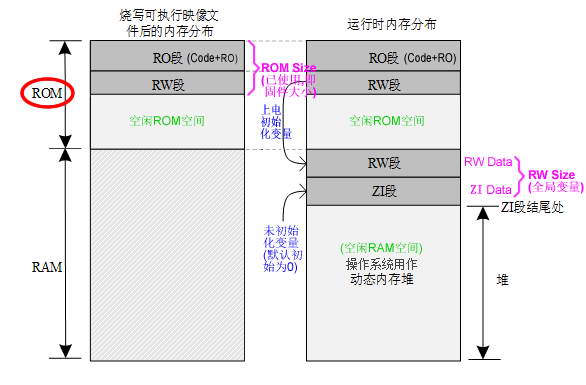 烧写可执行映像文
件后的内存分布
运行时内存分布
RO段 (Code+RO)
RW段
空闲ROM空间
ROM
RAM
ROM Size
(已使用,即
固件大小)
上电
初始
化变量
RO段 (Code+RO)
RW段
空闲ROM空间
RW段
ZI段
RW Data
ZI Data
RW Size
(全局变量)
ZI段结尾处
未初始
化变量
(默认初
始为0)
(空闲RAM空间)
操作系统用作
动态内存堆
堆